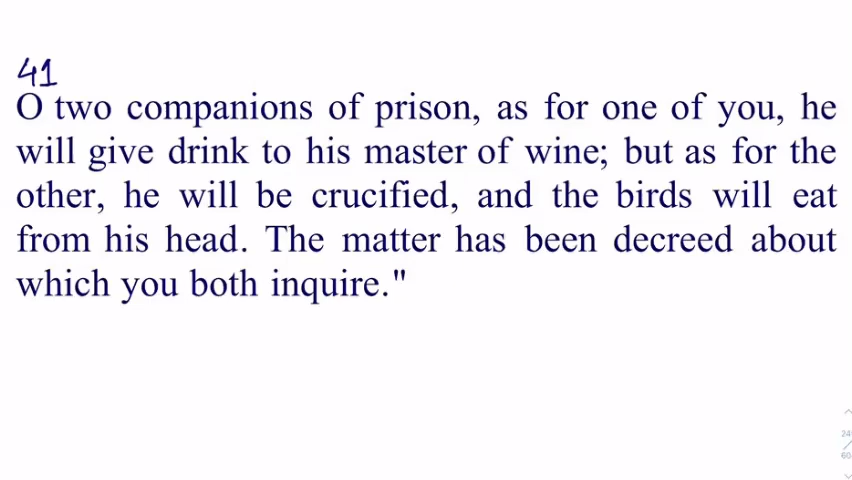 41
O two companions of prison, as for one of you, he
will give drink to his master of wine; but as for the
other, he will be crucified, and the birds will eat
from his head. The matter has been decreed about
which you both inquire."
24
60